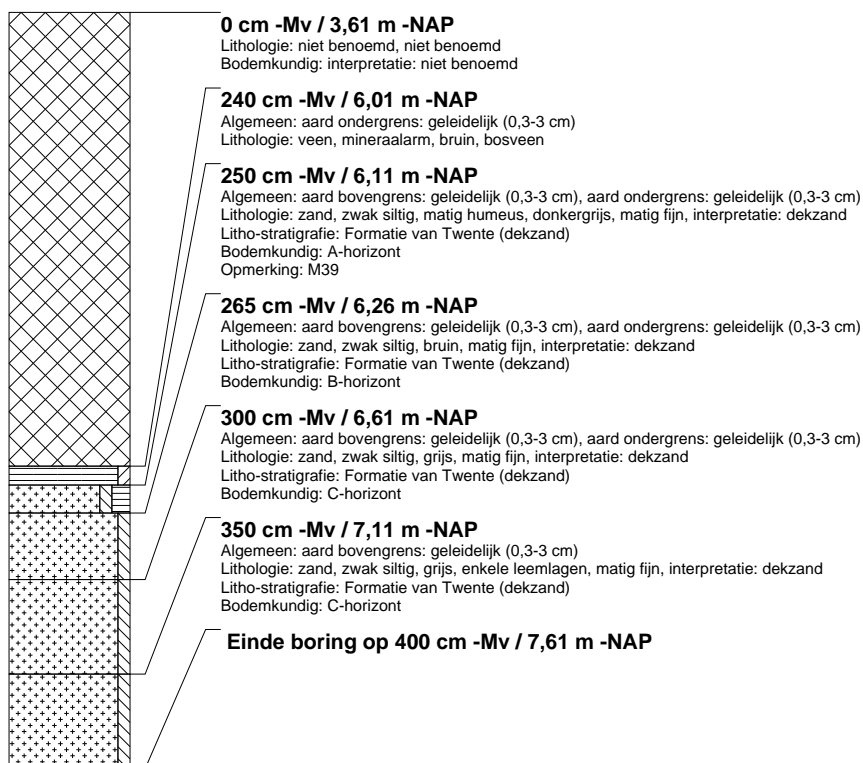 0 cm -Mv / 3,61 m -NAP
Lithologie: niet benoemd, niet benoemd
Bodemkundig: interpretatie: niet benoemd
240 cm -Mv / 6,01 m -NAP
Algemeen: aard ondergrens: geleidelijk (0,3-3 cm)
Lithologie: veen, mineraalarm, bruin, bosveen
250 cm -Mv / 6,11 m -NAP
Algemeen: aard bovengrens: geleidelijk (0,3-3 cm), aard ondergrens: geleidelijk (0,3-3 cm)
Lithologie: zand, zwak siltig, matig humeus, donkergrijs, matig fijn, interpretatie: dekzand
Litho-stratigrafie: Formatie van Twente (dekzand)
Bodemkundig: A-horizont
Opmerking: M39
265 cm -Mv / 6,26 m -NAP
Algemeen: aard bovengrens: geleidelijk (0,3-3 cm), aard ondergrens: geleidelijk (0,3-3 cm)
Lithologie: zand, zwak siltig, bruin, matig fijn, interpretatie: dekzand
Litho-stratigrafie: Formatie van Twente (dekzand)
Bodemkundig: B-horizont
300 cm -Mv / 6,61 m -NAP
Algemeen: aard bovengrens: geleidelijk (0,3-3 cm), aard ondergrens: geleidelijk (0,3-3 cm)
Lithologie: zand, zwak siltig, grijs, matig fijn, interpretatie: dekzand
Litho-stratigrafie: Formatie van Twente (dekzand)
Bodemkundig: C-horizont
350 cm -Mv / 7,11 m -NAP
Algemeen: aard bovengrens: geleidelijk (0,3-3 cm)
Lithologie: zand, zwak siltig, grijs, enkele leemlagen, matig fijn, interpretatie: dekzand
Litho-stratigrafie: Formatie van Twente (dekzand)
Bodemkundig: C-horizont
Einde boring op 400 cm -Mv / 7,61 m -NAP